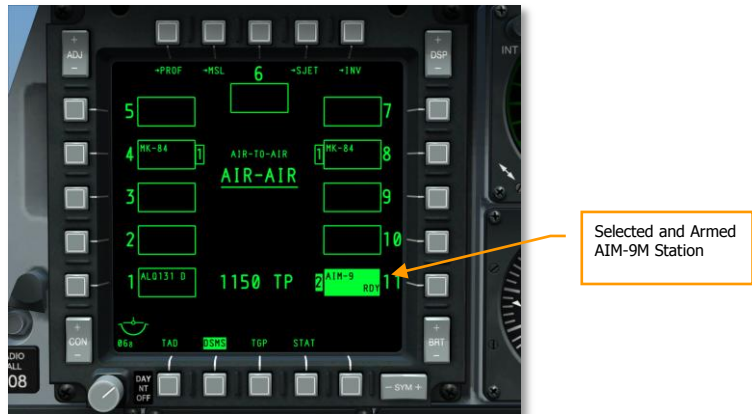 ADJ
DSP
INT
→PROF →MSL 6 →SJET →INV
5 7
4 MK-84 1 AIR-TO-AIR 1 MK-84 8
AIR-AIR
3 9
2 10
1 ALQ131 D 1150 TP 2 AIM-9 RDY 11
Selected and Armed
AIM-9M Station
06a TAD DSMS TGP STAT
CON
BRT
DAY
NT
OFF
- SYM +
08